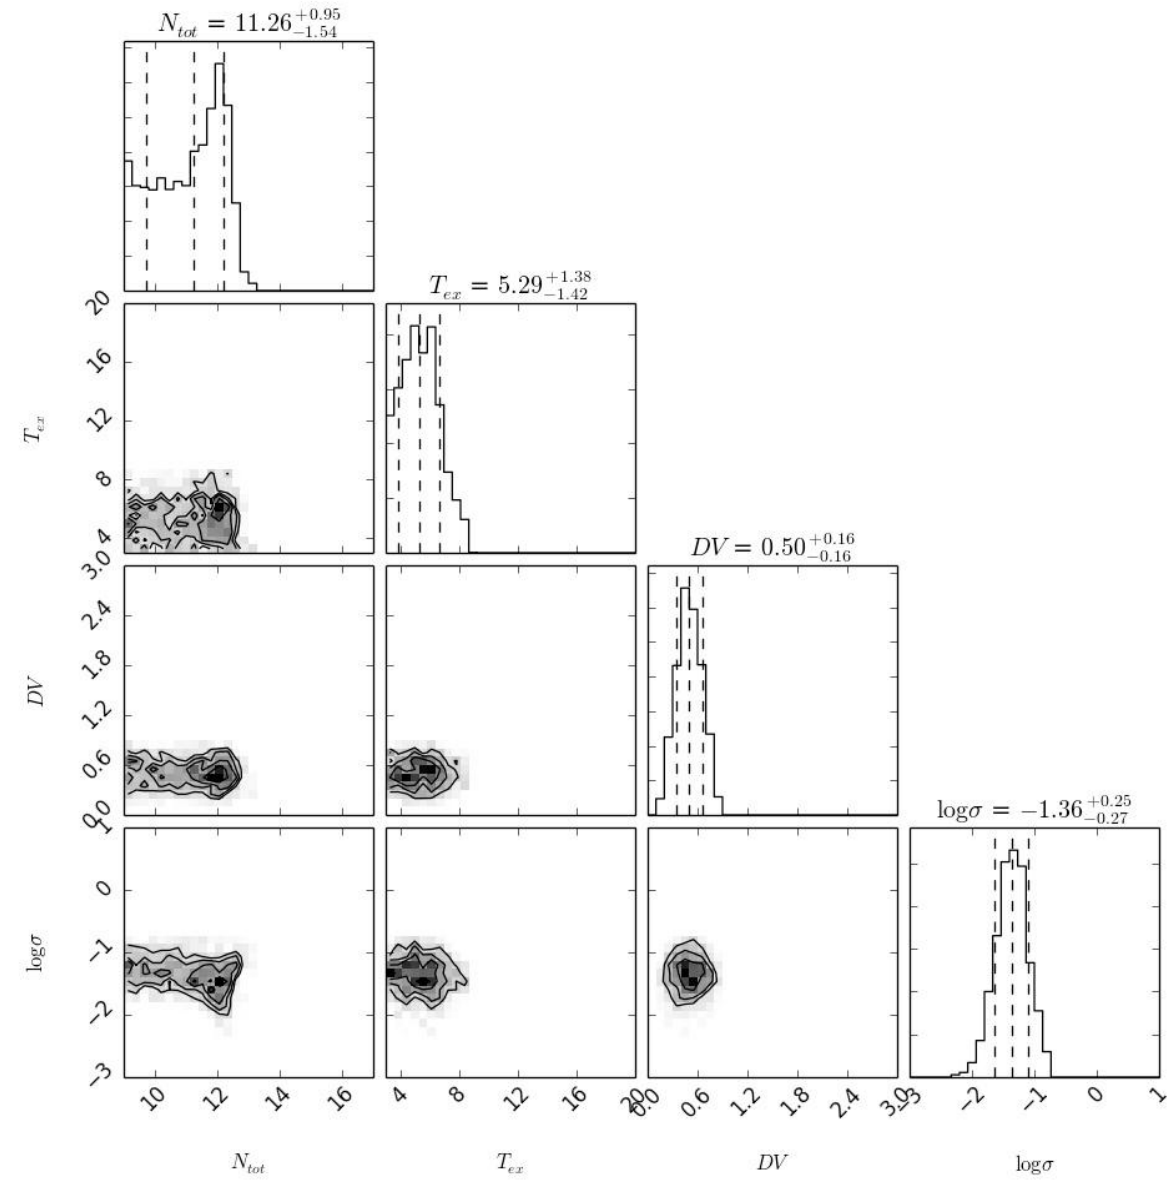 N_tot = 11.26 +0.95 −1.54
T_ex = 5.29 +1.38 −1.42
20
16
12
8
4
T_ex
DV = 0.50 +0.16 −0.16
3.0
2.4
1.8
1.2
0.6
0.0
DV
logσ = −1.36 +0.25 −0.27
1
0
−1
−2
−3
logσ
10 12 14 16
4 8 12 16 20
0.0 0.6 1.2 1.8 2.4 3.0
−3 −2 −1 0 1
N_tot T_ex DV logσ